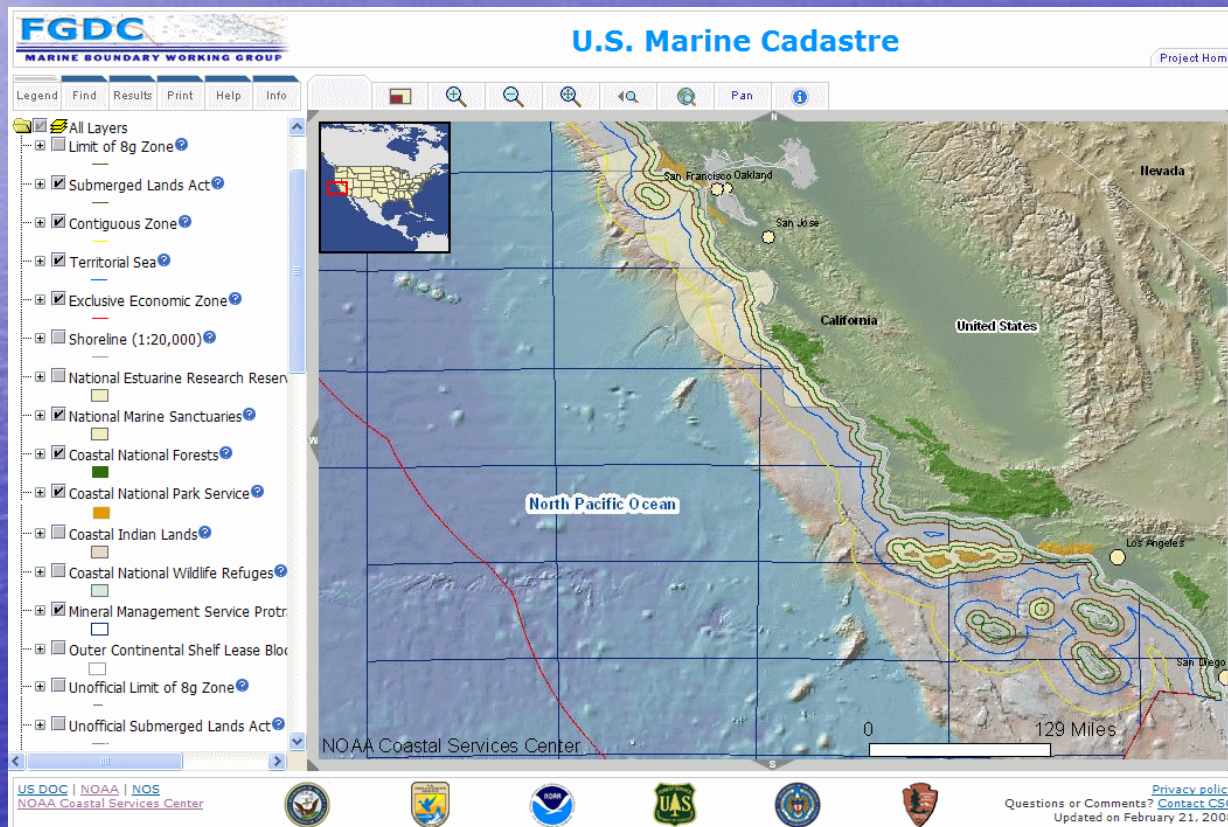 FGDC
MARINE BOUNDARY WORKING GROUP
U.S. Marine Cadastre
Project Hom
Legend Find Results Print Help Info
Pan
All Layers
Limit of 8g Zone
Submerged Lands Act
Contiguous Zone
Territorial Sea
Exclusive Economic Zone
Shoreline (1:20,000)
National Estuarine Research Reserv
National Marine Sanctuaries
Coastal National Forests
Coastal National Park Service
Coastal Indian Lands
Coastal National Wildlife Refuges
Mineral Management Service Protra
Outer Continental Shelf Lease Bloc
Unofficial Limit of 8g Zone
Unofficial Submerged Lands Act
N
San Francisco Oakland
Nevada
San Jose
California
United States
W
North Pacific Ocean
Los Angeles
San Diego
0 129 Miles
NOAA Coastal Services Center
S
US DOC | NOAA | NOS
NOAA Coastal Services Center
NOAA
UAS
Privacy polic
Questions or Comments? Contact CSC
Updated on February 21, 200